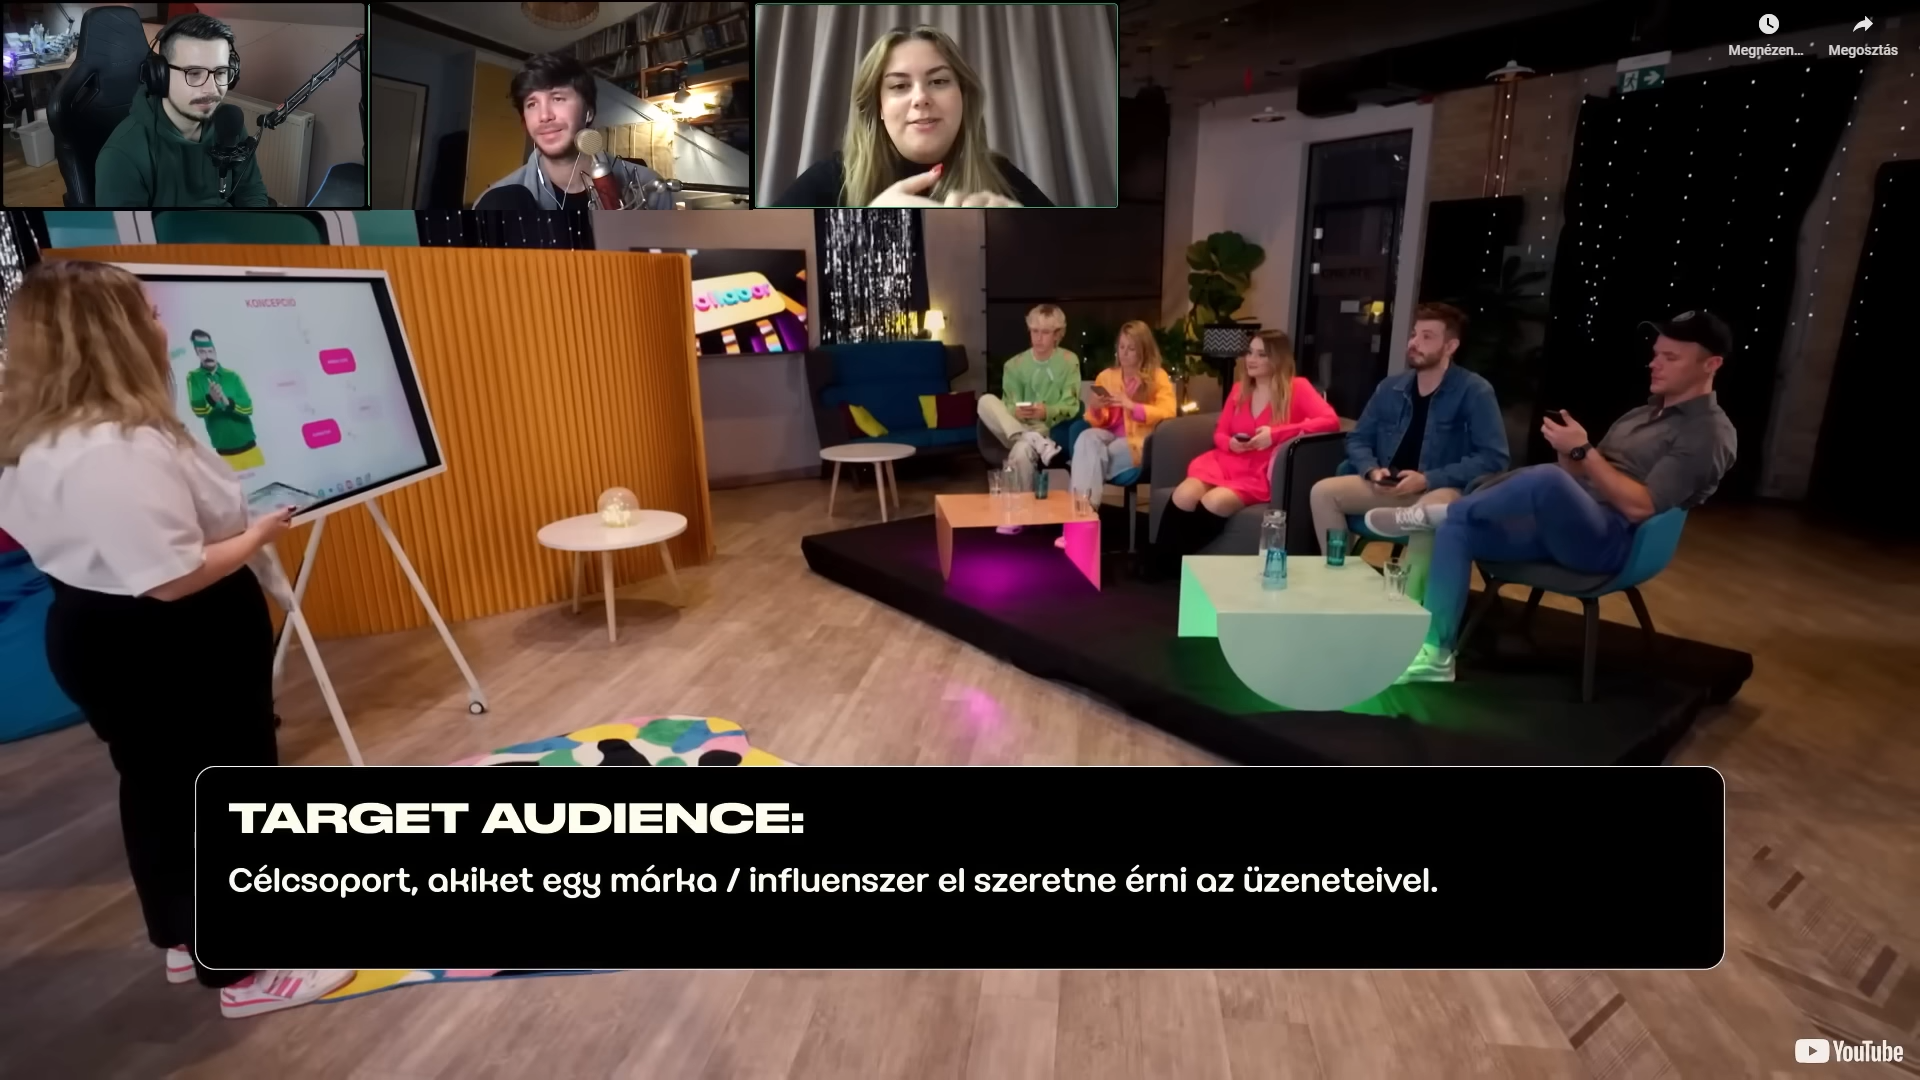 Megnézen...
Megosztás
KONCEPCIÓ
TARGET AUDIENCE:
Célcsoport, akiket egy márka / influenszer el szeretne érni az üzeneteivel.
YouTube